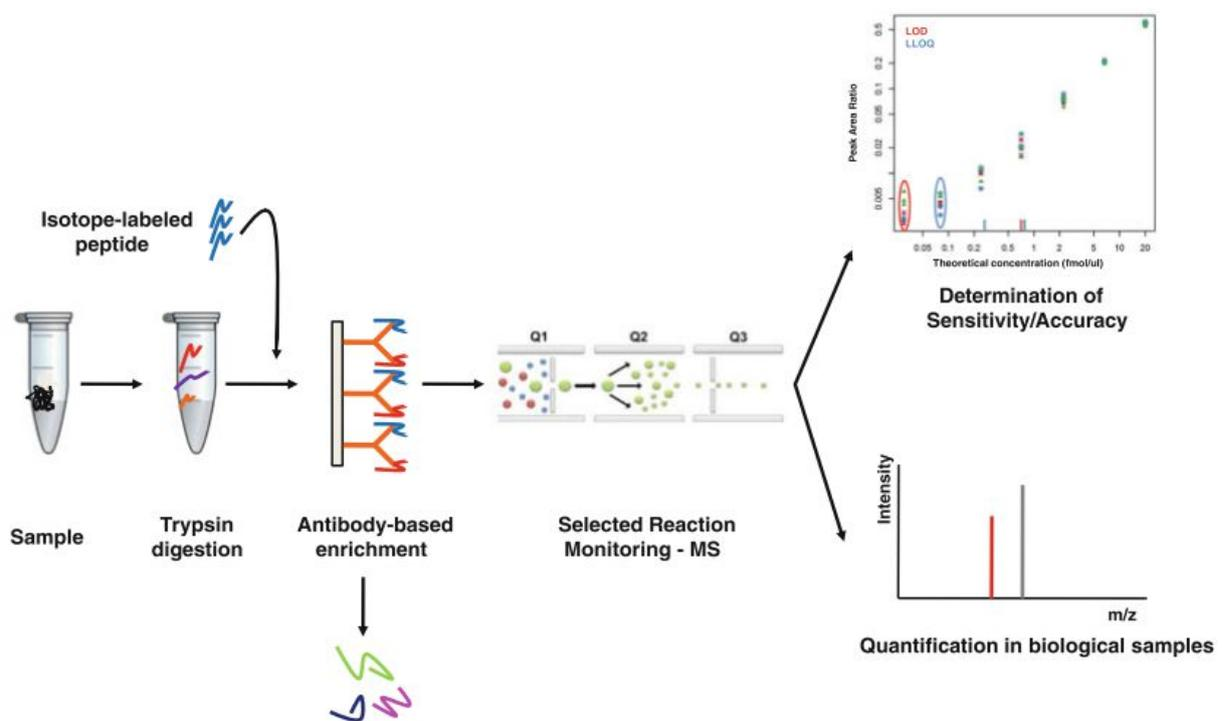 Isotope-labeled
peptide
Sample
Trypsin
digestion
Antibody-based
enrichment
Q1 Q2 Q3
Selected Reaction
Monitoring - MS
LOD
LLOQ
Peak Area Ratio
0.5
0.2
0.1
0.05
0.02
0.005
0.05 0.1 0.2 0.5 1 2 5 10 20
Theoretical concentration (fmol/ul)
Determination of
Sensitivity/Accuracy
Intensity
m/z
Quantification in biological samples